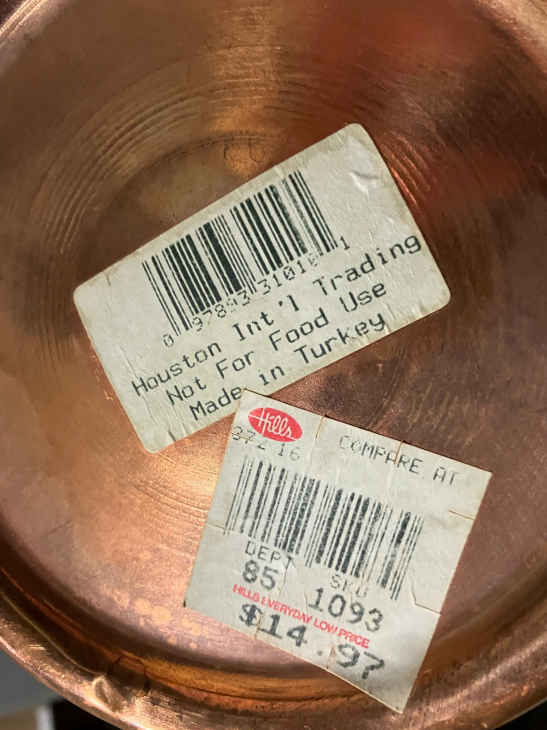 0 97893 31010 1
Houston Int'l Trading
Not For Food Use
Made in Turkey
Hills
372 16 COMPARE AT
DEPT SKU
85 1093
HILLS EVERYDAY LOW PRICE
$14.97